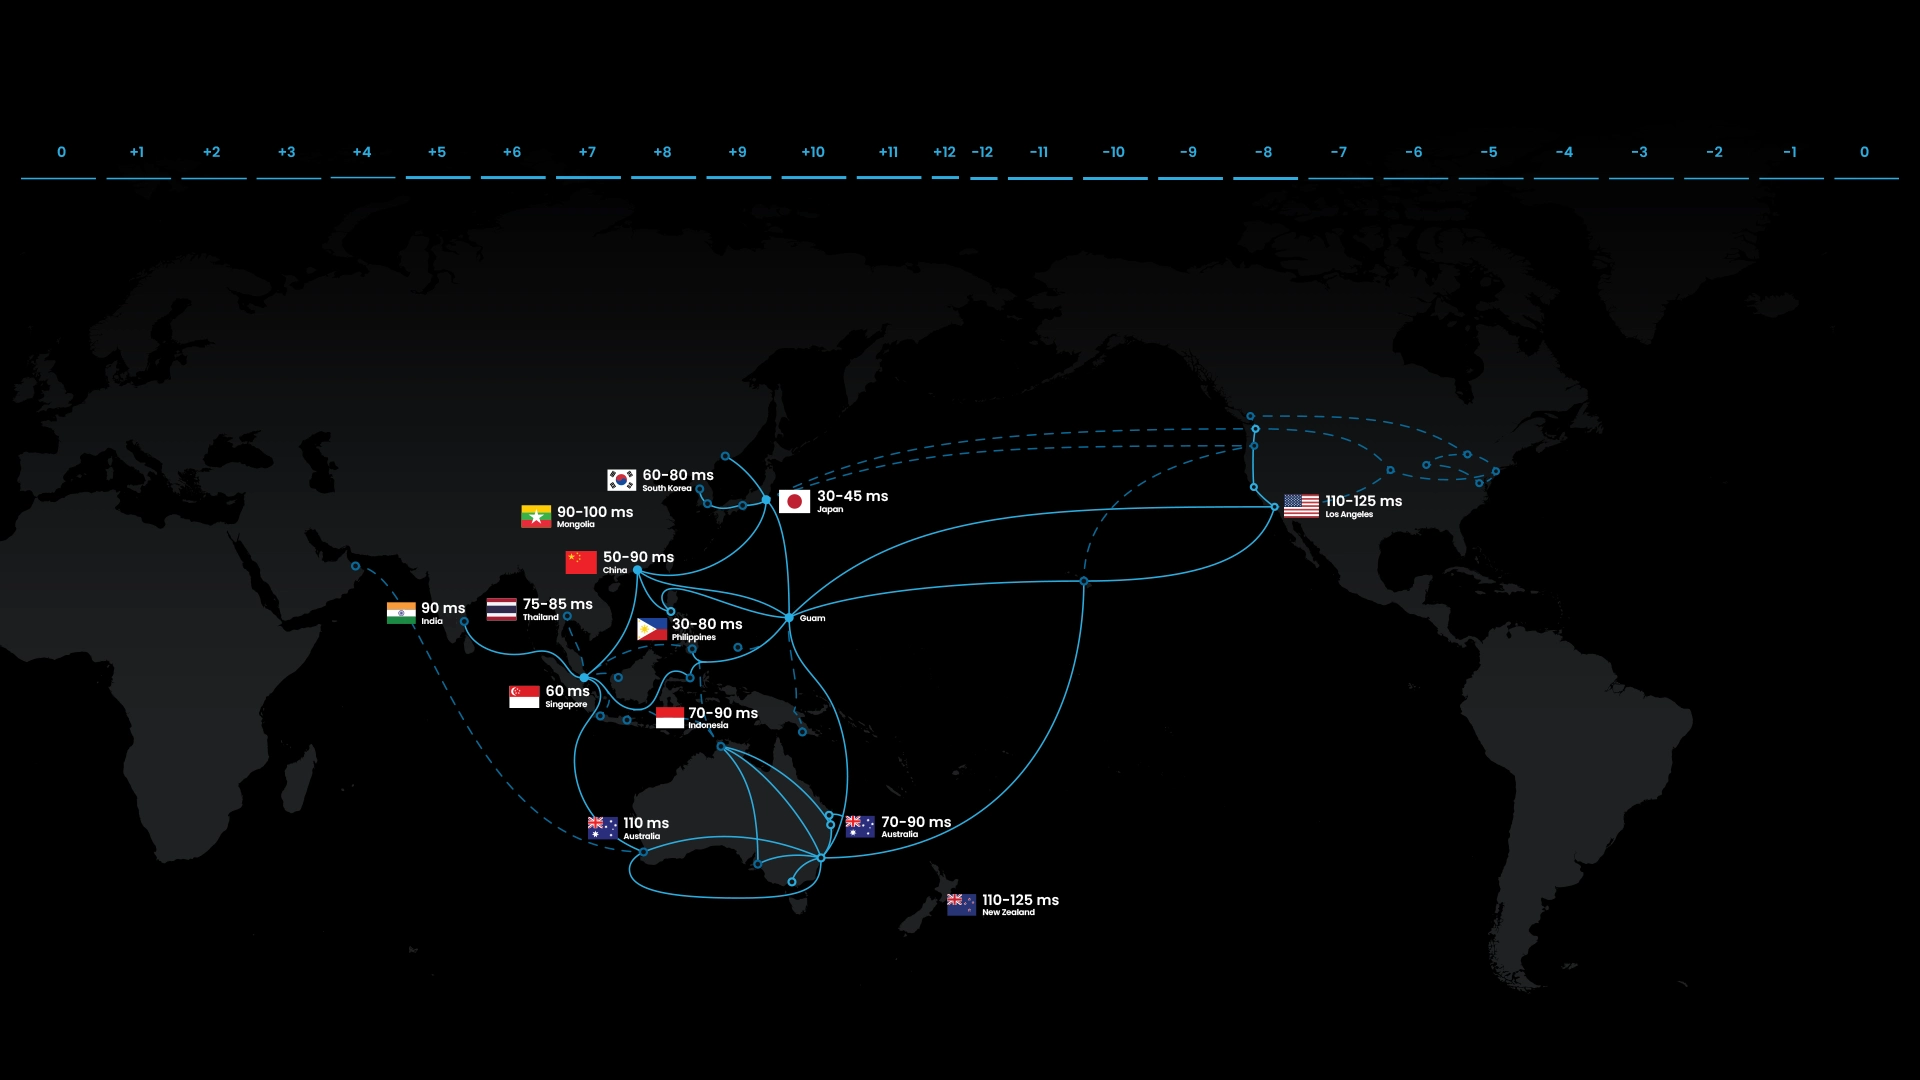 0 +1 +2 +3 +4 +5 +6 +7 +8 +9 +10 +11 +12 -12 -11 -10 -9 -8 -7 -6 -5 -4 -3 -2 -1 0
60-80 ms
South Korea
30-45 ms
Japan
110-125 ms
Los Angeles
90-100 ms
Mongolia
50-90 ms
China
90 ms
India
75-85 ms
Thailand
Guam
30-80 ms
Philippines
60 ms
Singapore
70-90 ms
Indonesia
110 ms
Australia
70-90 ms
Australia
110-125 ms
New Zealand